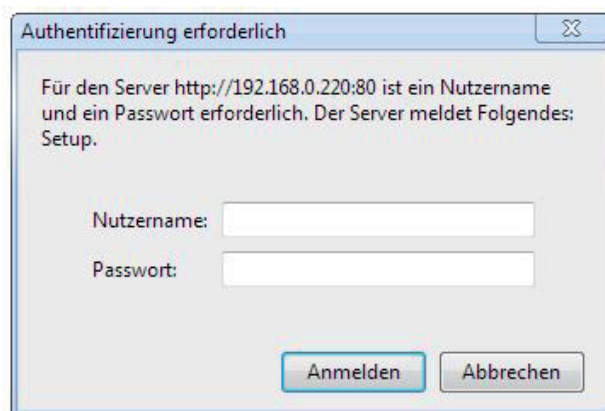 Authentifizierung erforderlich
Für den Server http://192.168.0.220:80 ist ein Nutzername
und ein Passwort erforderlich. Der Server meldet Folgendes:
Setup.
Nutzername:
Passwort:
Anmelden Abbrechen